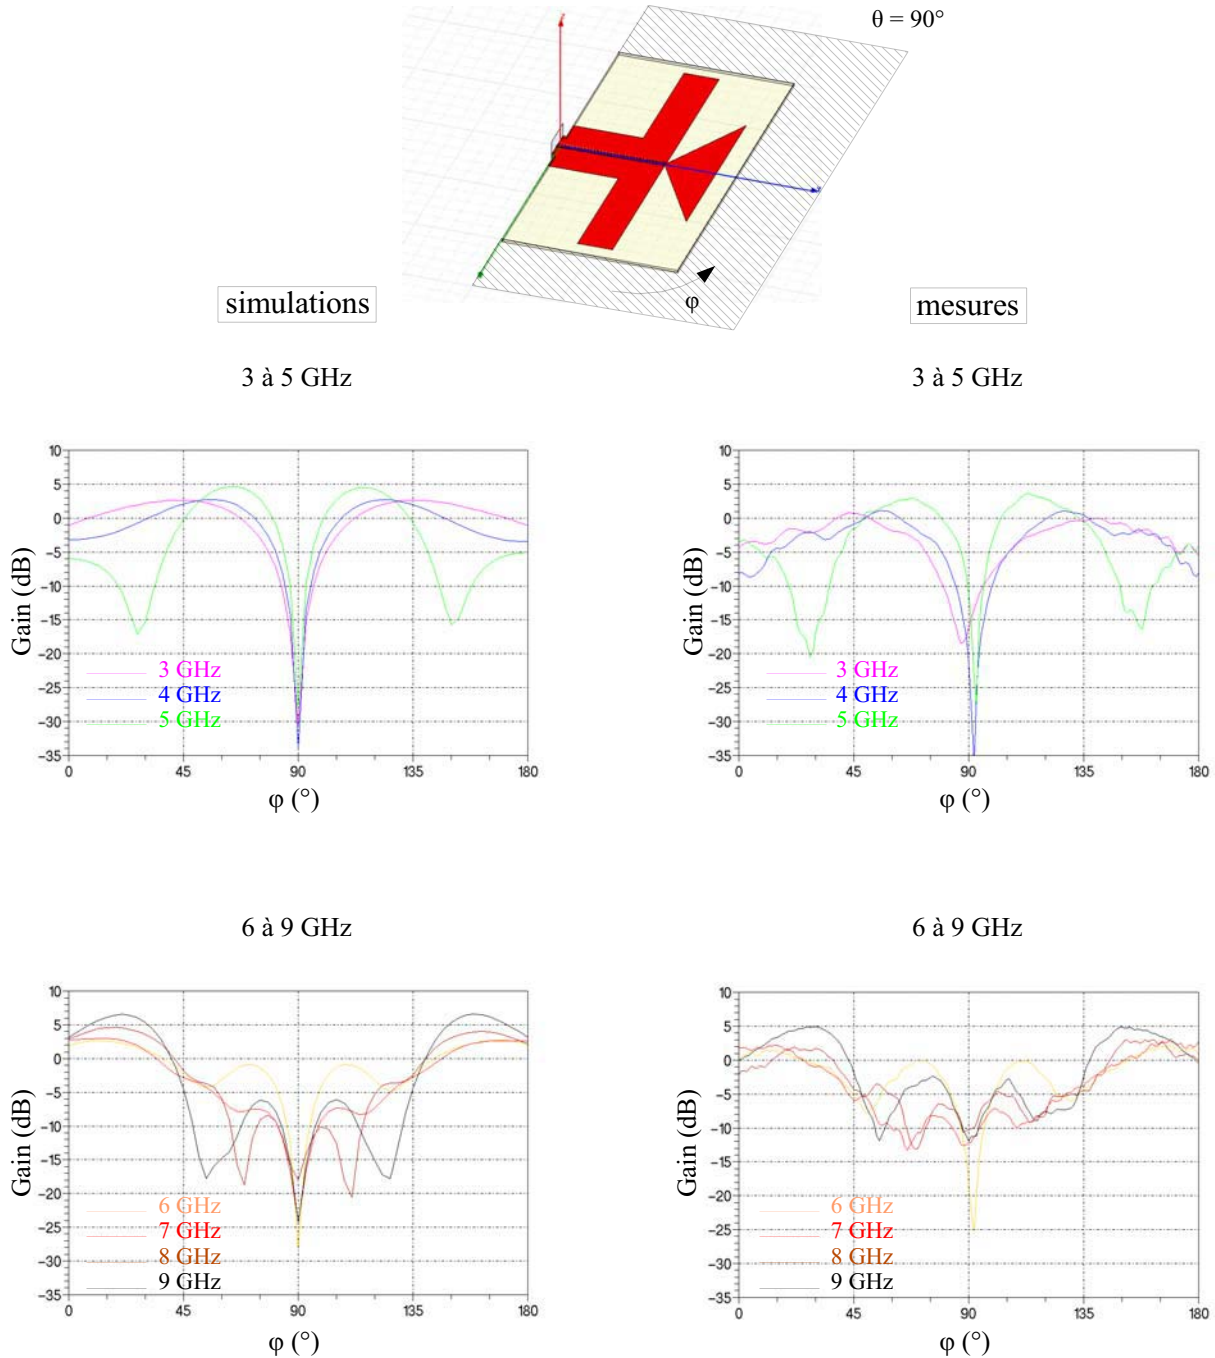 θ = 90°
φ
simulations
mesures
3 à 5 GHz
3 à 5 GHz
10
5
0
−5
−10
−15
−20
−25
−30
−35
Gain (dB)
3 GHz
4 GHz
5 GHz
0 45 90 135 180
φ (°)
10
5
0
−5
−10
−15
−20
−25
−30
−35
Gain (dB)
3 GHz
4 GHz
5 GHz
0 45 90 135 180
φ (°)
6 à 9 GHz
6 à 9 GHz
10
5
0
−5
−10
−15
−20
−25
−30
−35
Gain (dB)
6 GHz
7 GHz
8 GHz
9 GHz
0 45 90 135 180
φ (°)
10
5
0
−5
−10
−15
−20
−25
−30
−35
Gain (dB)
6 GHz
7 GHz
8 GHz
9 GHz
0 45 90 135 180
φ (°)